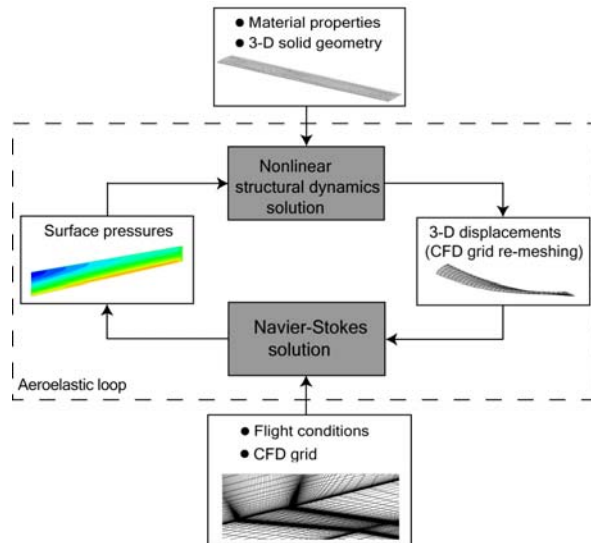 ● Material properties
● 3-D solid geometry
Nonlinear
structural dynamics
solution
Surface pressures
3-D displacements
(CFD grid re-meshing)
Navier-Stokes
solution
Aeroelastic loop
● Flight conditions
● CFD grid